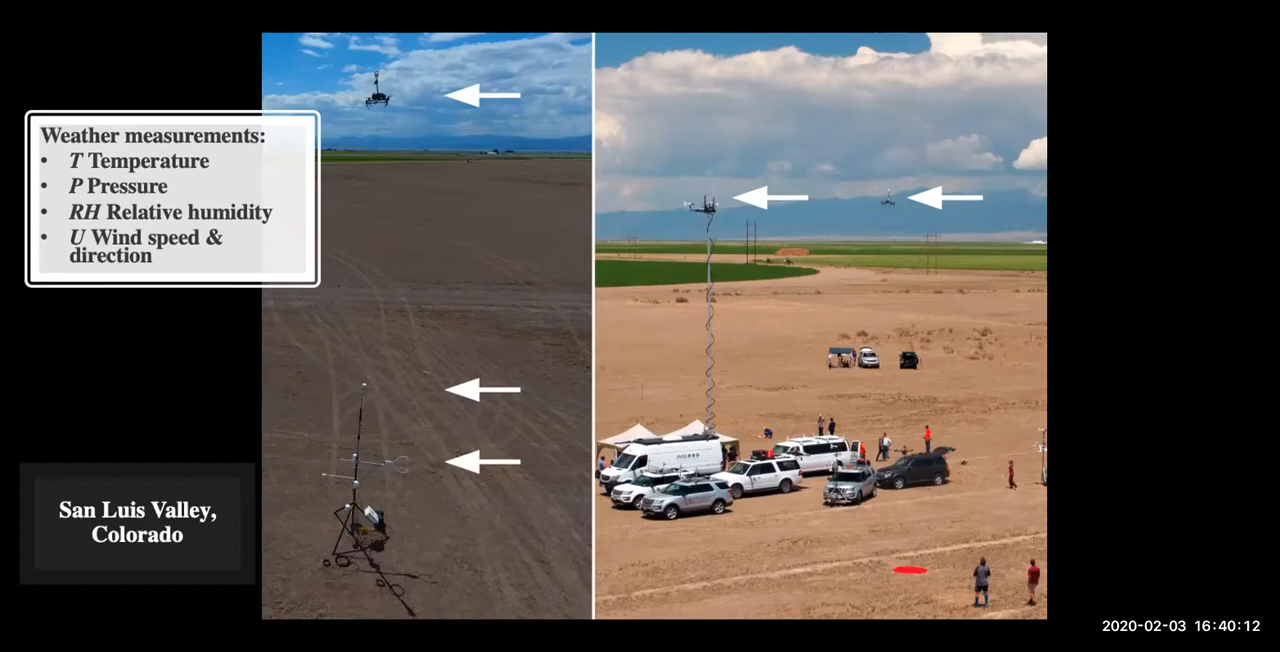 Weather measurements:
• T Temperature
• P Pressure
• RH Relative humidity
• U Wind speed &
direction
San Luis Valley,
Colorado
2020-02-03 16:40:12